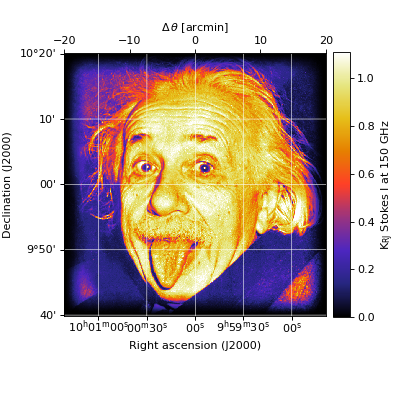 Δ θ [arcmin]
−20 −10 0 10 20
10°20'
10'
00'
9°50'
40'
Declination (J2000)
10ʰ01ᵐ00ˢ 00ᵐ30ˢ 00ˢ 9ʰ59ᵐ30ˢ 00ˢ
Right ascension (J2000)
1.0
0.8
0.6
0.4
0.2
0.0
K_RJ Stokes I at 150 GHz